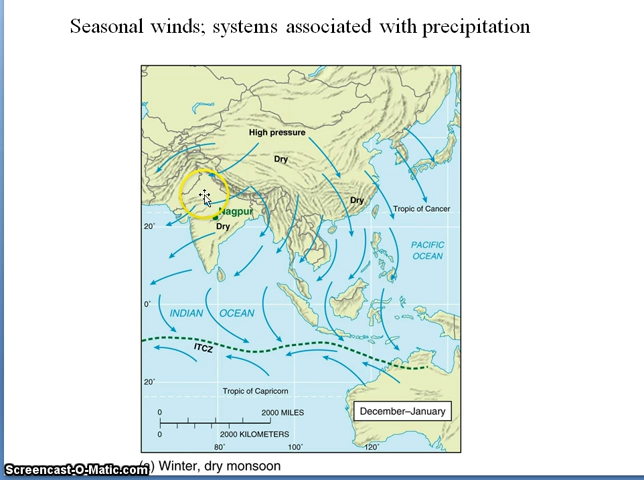 Seasonal winds; systems associated with precipitation
High pressure
Dry
Dry
Tropic of Cancer
Nagpur
20°
Dry
PACIFIC
OCEAN
0°
INDIAN OCEAN
ITCZ
20°
Tropic of Capricorn
December–January
0 2000 MILES
0 2000 KILOMETERS
80° 100° 120°
Screencast-O-Matic.com
(a) Winter, dry monsoon